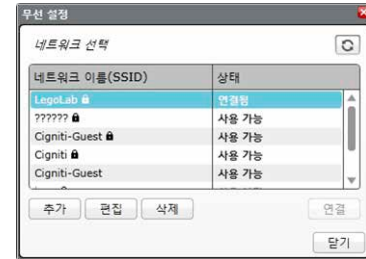 무선 설정
네트워크 선택
네트워크 이름(SSID) 상태
LegoLab 연결됨
?????? 사용 가능
Cigniti-Guest 사용 가능
Cigniti 사용 가능
Cigniti-Guest 사용 가능
추가 편집 삭제 연결
닫기